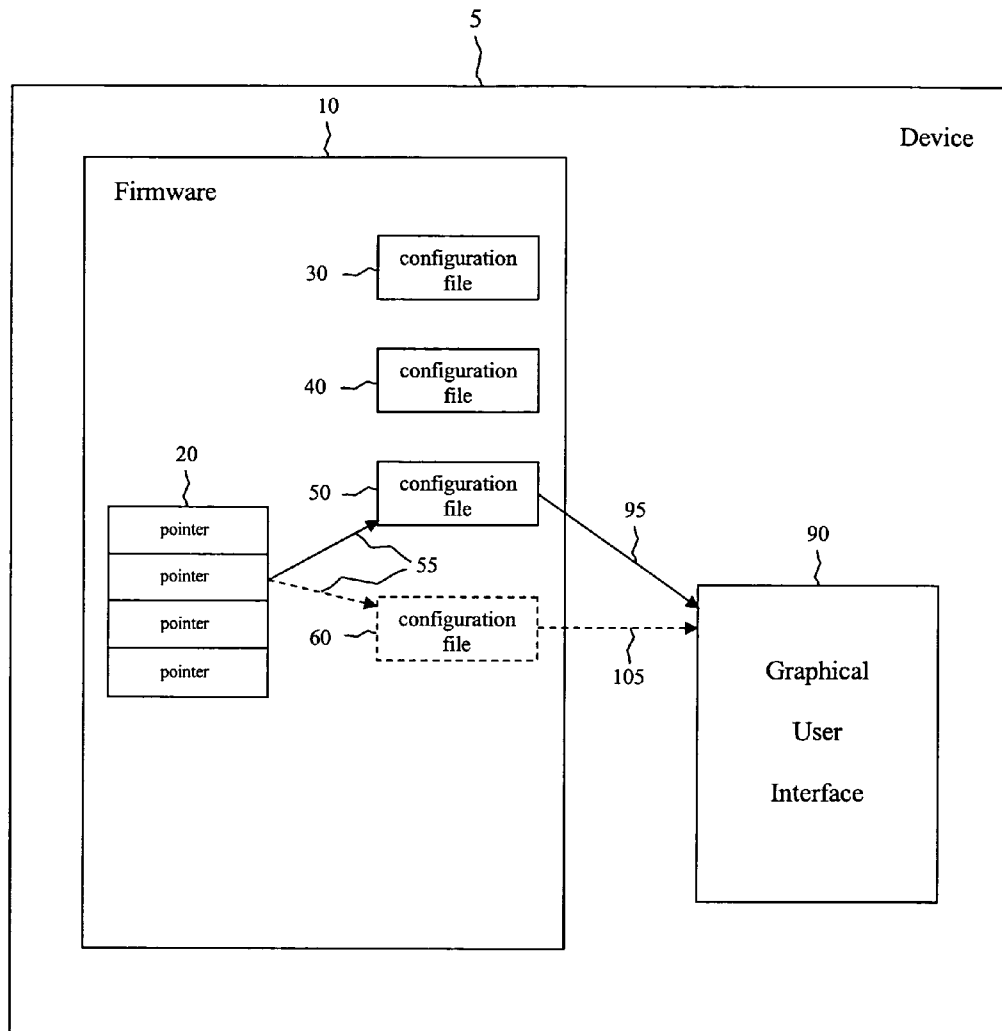 5
10
Device
Firmware
configuration
file
30
configuration
file
40
20
configuration
file
50
95
90
pointer
pointer
pointer
pointer
55
configuration
file
60
105
Graphical
User
Interface